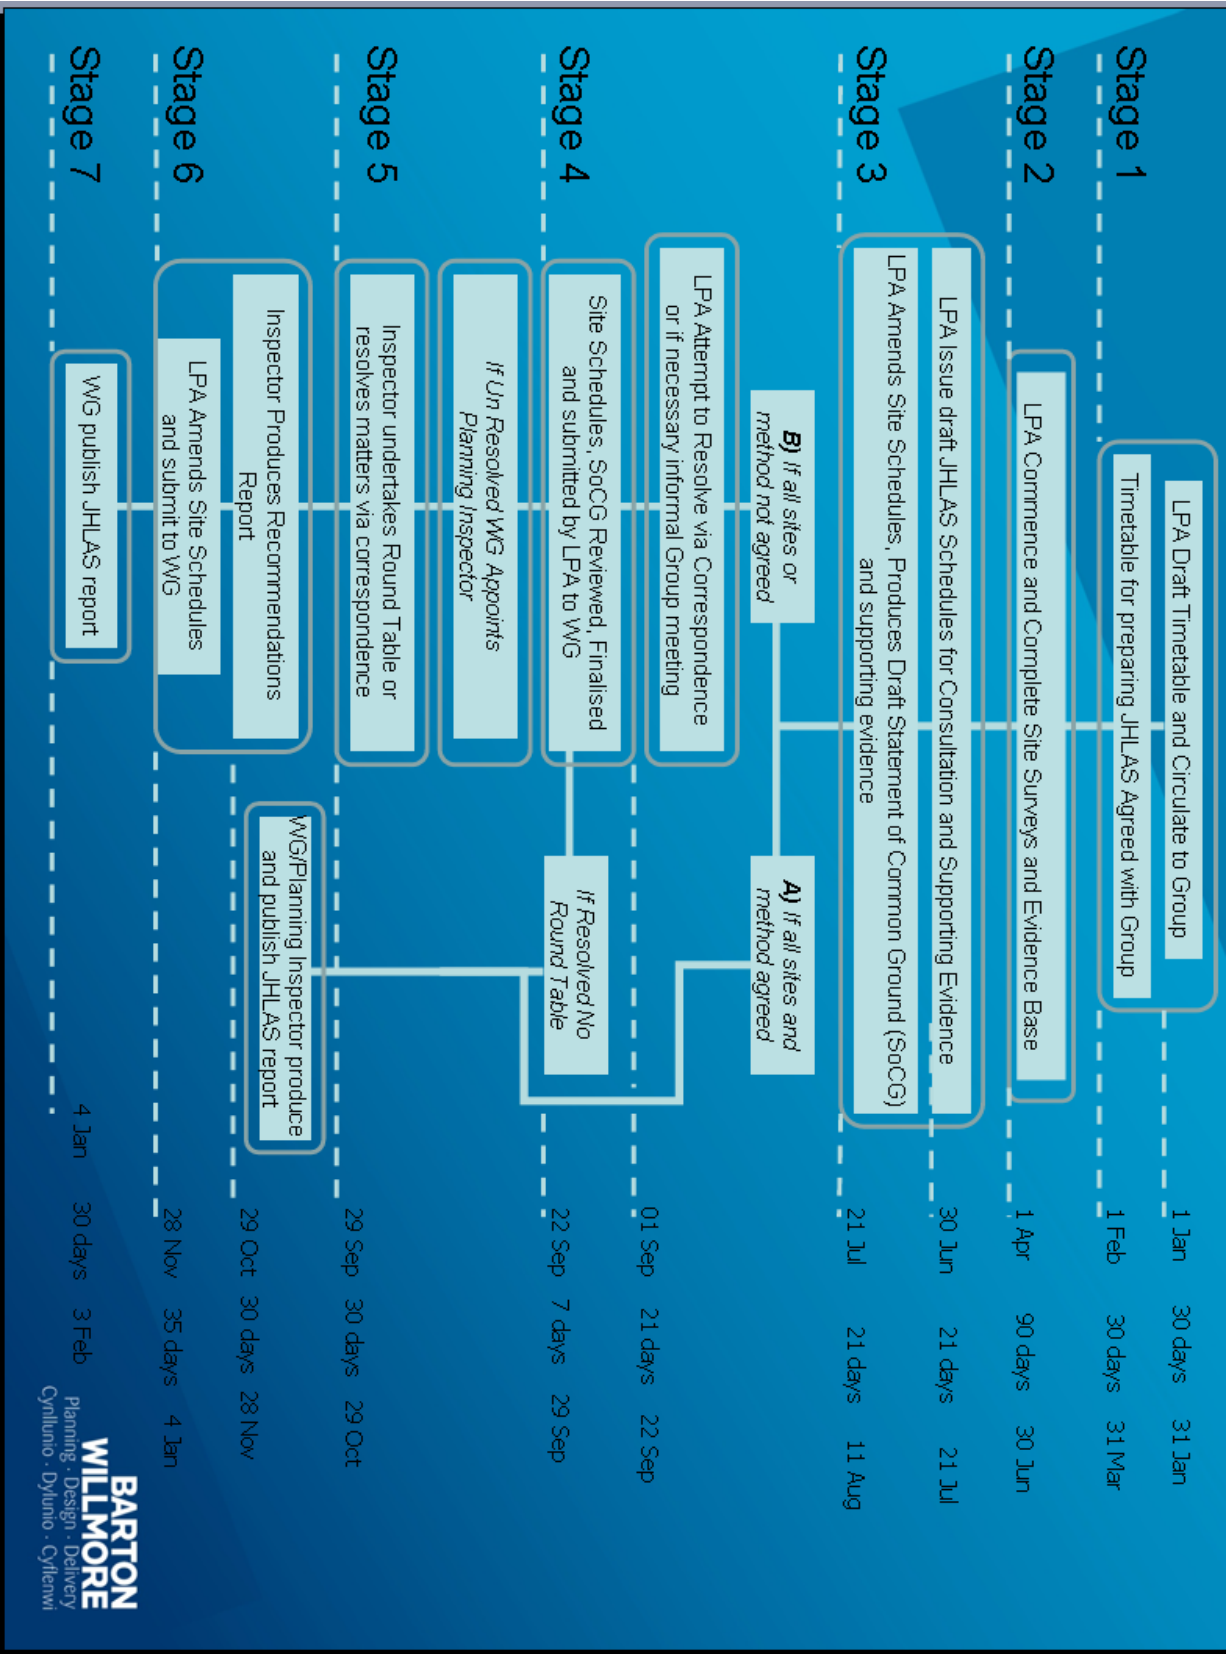 Stage 1
LPA Draft Timetable and Circulate to Group
1 Jan 30 days 31 Jan
Timetable for preparing JHLAS Agreed with Group
1 Feb 30 days 31 Mar
Stage 2
LPA Commence and Complete Site Surveys and Evidence Base
1 Apr 90 days 30 Jun
LPA Issue draft JHLAS Schedules for Consultation and Supporting Evidence
30 Jun 21 days 21 Jul
Stage 3
LPA Amends Site Schedules, Produces Draft Statement of Common Ground (SoCG)
and supporting evidence
21 Jul 21 days 11 Aug
B) If all sites or
method not agreed
A) If all sites and
method agreed
LPA Attempt to Resolve via Correspondence
or if necessary informal Group meeting
01 Sep 21 days 22 Sep
Stage 4
Site Schedules, SoCG Reviewed, Finalised
and submitted by LPA to WG
If Resolved No
Round Table
22 Sep 7 days 29 Sep
If Un Resolved WG Appoints
Planning Inspector
Stage 5
Inspector undertakes Round Table or
resolves matters via correspondence
29 Sep 30 days 29 Oct
WG/Planning Inspector produce
and publish JHLAS report
Inspector Produces Recommendations
Report
29 Oct 30 days 28 Nov
Stage 6
LPA Amends Site Schedules
and submit to WG
28 Nov 35 days 4 Jan
Stage 7
WG publish JHLAS report
4 Jan 30 days 3 Feb
BARTON
WILLMORE
Planning · Design · Delivery
Cynllunio · Dylunio · Cyflenwi